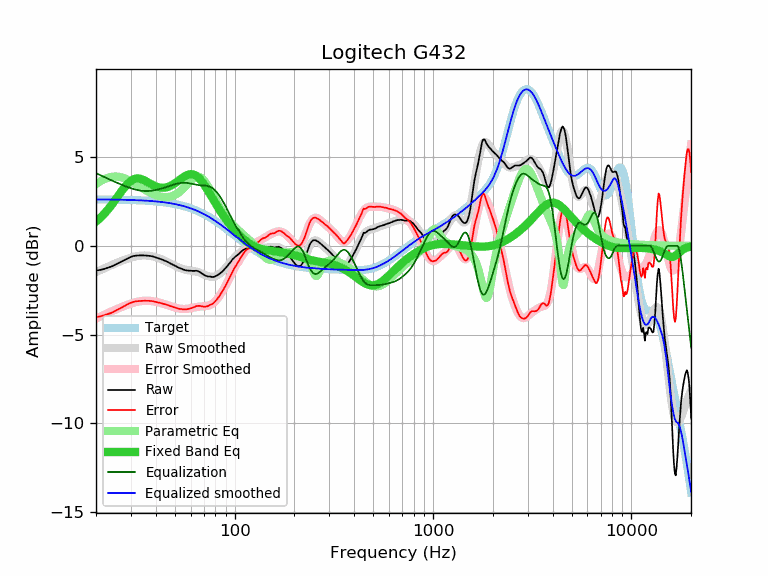 Logitech G432
Amplitude (dBr)
5
0
−5
−10
−15
Target
Raw Smoothed
Error Smoothed
Raw
Error
Parametric Eq
Fixed Band Eq
Equalization
Equalized smoothed
100
1000
10000
Frequency (Hz)